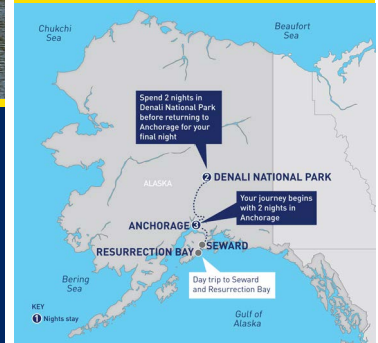 Chukchi
Sea
Beaufort
Sea
Spend 2 nights in
Denali National Park
before returning to
Anchorage for your
final night
2 DENALI NATIONAL PARK
ALASKA
Your journey begins
with 2 nights in
Anchorage
ANCHORAGE 3
SEWARD
RESURRECTION BAY
Day trip to Seward
and Resurrection Bay
Bering
Sea
Gulf of
Alaska
KEY
1 Nights stay